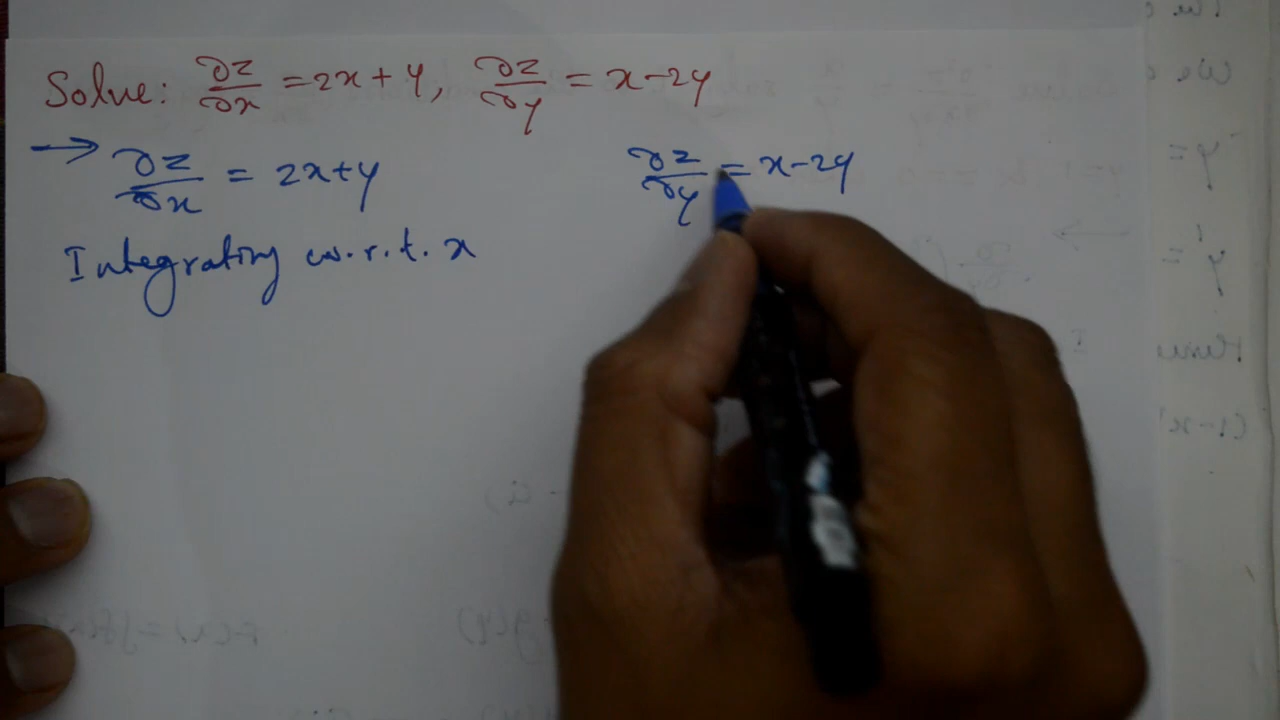 Solve: ∂z/∂x = 2x + y, ∂z/∂y = x - 2y
→ ∂z/∂x = 2x+y    ∂z/∂y = x-2y
Integrating w.r.t. x